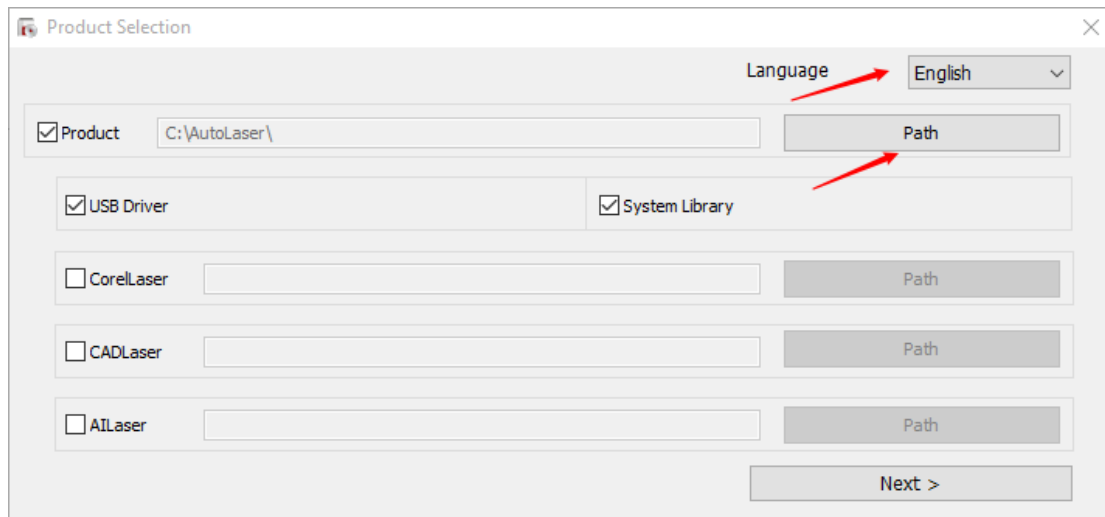 Product Selection
Language English
Product C:\AutoLaser\ Path
USB Driver System Library
CorelLaser Path
CADLaser Path
AILaser Path
Next >